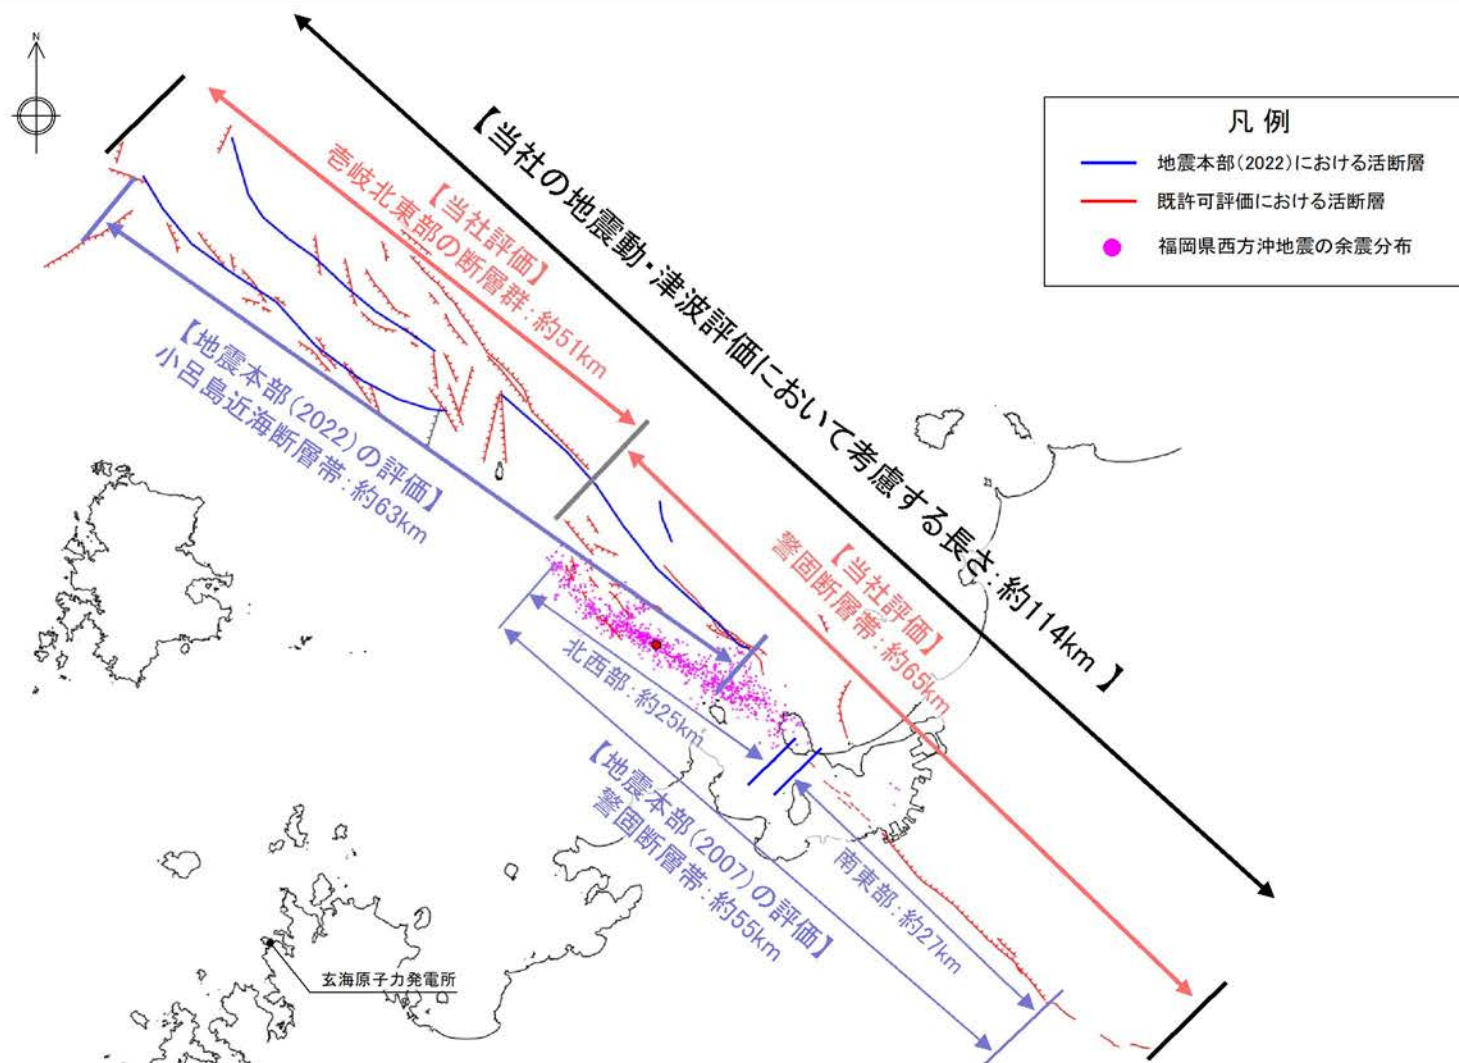 N
凡 例
地震本部(2022)における活断層
既許可評価における活断層
福岡県西方沖地震の余震分布
【当社の地震動・津波評価において考慮する長さ:約114km 】
【当社評価】
壱岐北東部の断層群:約51km
【地震本部(2022)の評価】
小呂島近海断層帯:約63km
【当社評価】
警固断層帯:約65km
北西部:約25km
【地震本部(2007)の評価】
警固断層帯:約55km
南東部:約27km
玄海原子力発電所